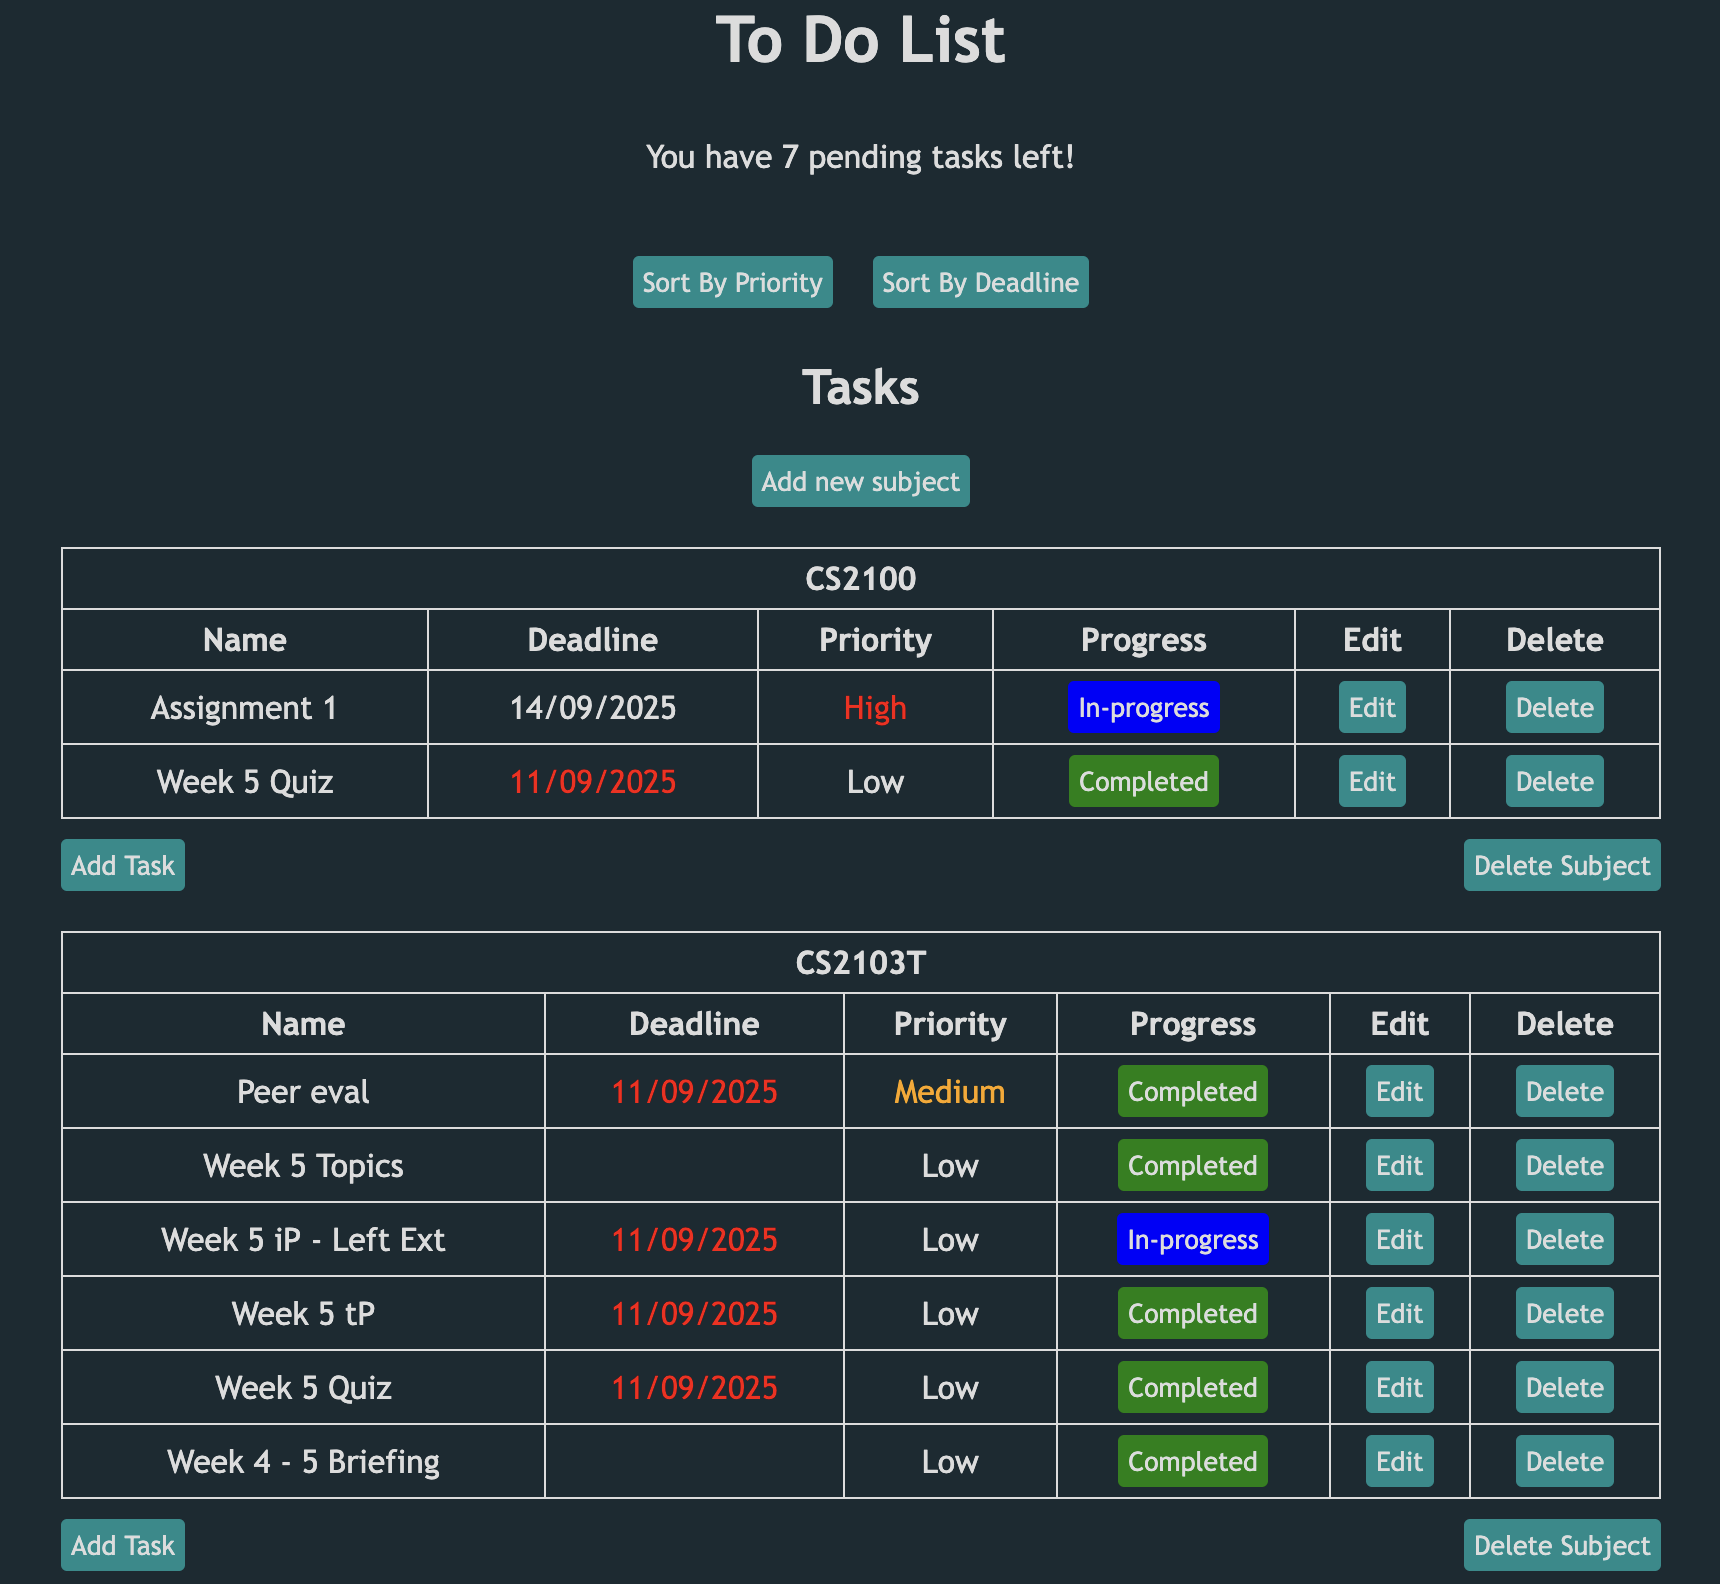 To Do List
You have 7 pending tasks left!
Sort By Priority Sort By Deadline
Tasks
Add new subject
CS2100
Name Deadline Priority Progress Edit Delete
Assignment 1 14/09/2025 High In-progress Edit Delete
Week 5 Quiz 11/09/2025 Low Completed Edit Delete
Add Task Delete Subject
CS2103T
Name Deadline Priority Progress Edit Delete
Peer eval 11/09/2025 Medium Completed Edit Delete
Week 5 Topics Low Completed Edit Delete
Week 5 iP - Left Ext 11/09/2025 Low In-progress Edit Delete
Week 5 tP 11/09/2025 Low Completed Edit Delete
Week 5 Quiz 11/09/2025 Low Completed Edit Delete
Week 4 - 5 Briefing Low Completed Edit Delete
Add Task Delete Subject